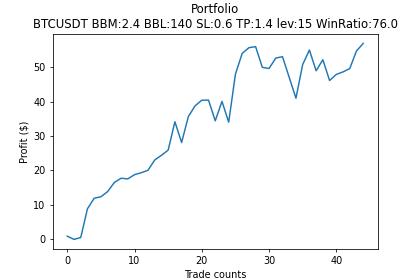 Portfolio
BTCUSDT BBM:2.4 BBL:140 SL:0.6 TP:1.4 lev:15 WinRatio:76.0
Profit ($)
50
40
30
20
10
0
0 10 20 30 40
Trade counts